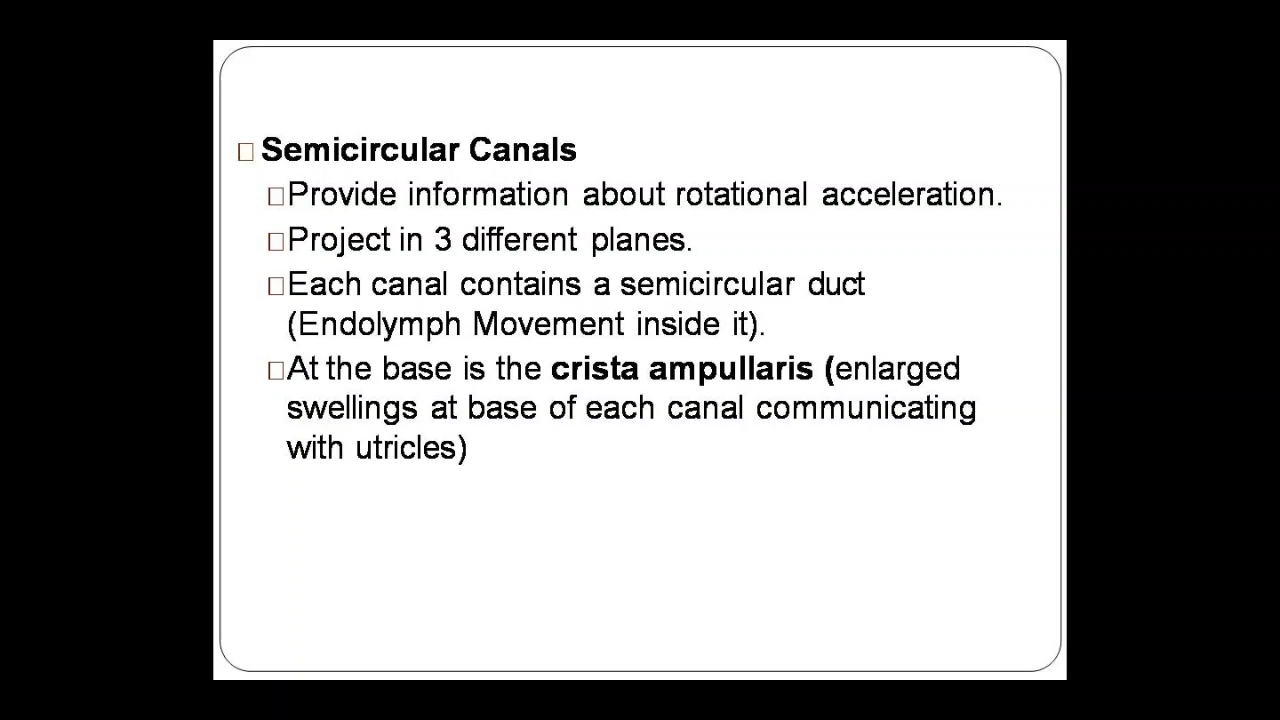 Semicircular Canals
Provide information about rotational acceleration.
Project in 3 different planes.
Each canal contains a semicircular duct
(Endolymph Movement inside it).
At the base is the crista ampullaris (enlarged
swellings at base of each canal communicating
with utricles)